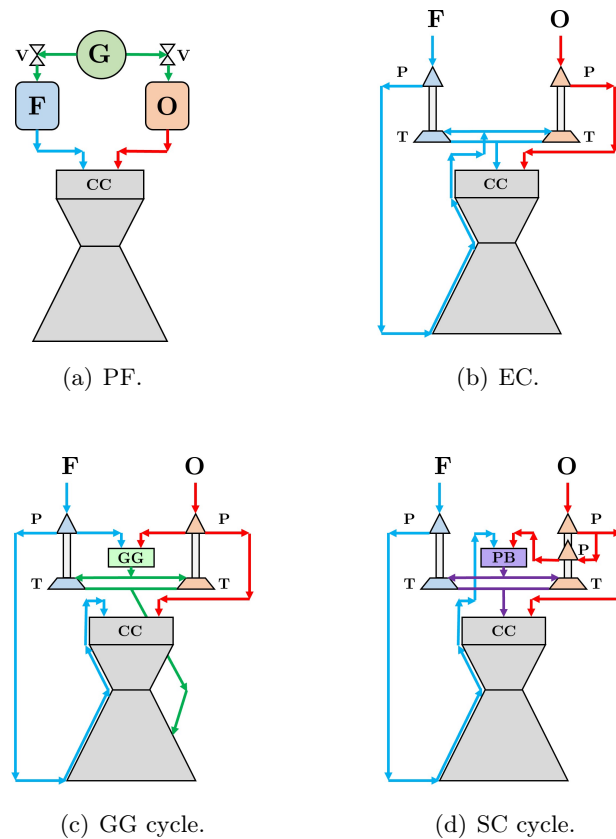 G
V V
F O
CC
(a) PF.
F O
P P
T T
CC
(b) EC.
F O
P P
GG
T T
CC
(c) GG cycle.
F O
P P
P
PB
T T
CC
(d) SC cycle.